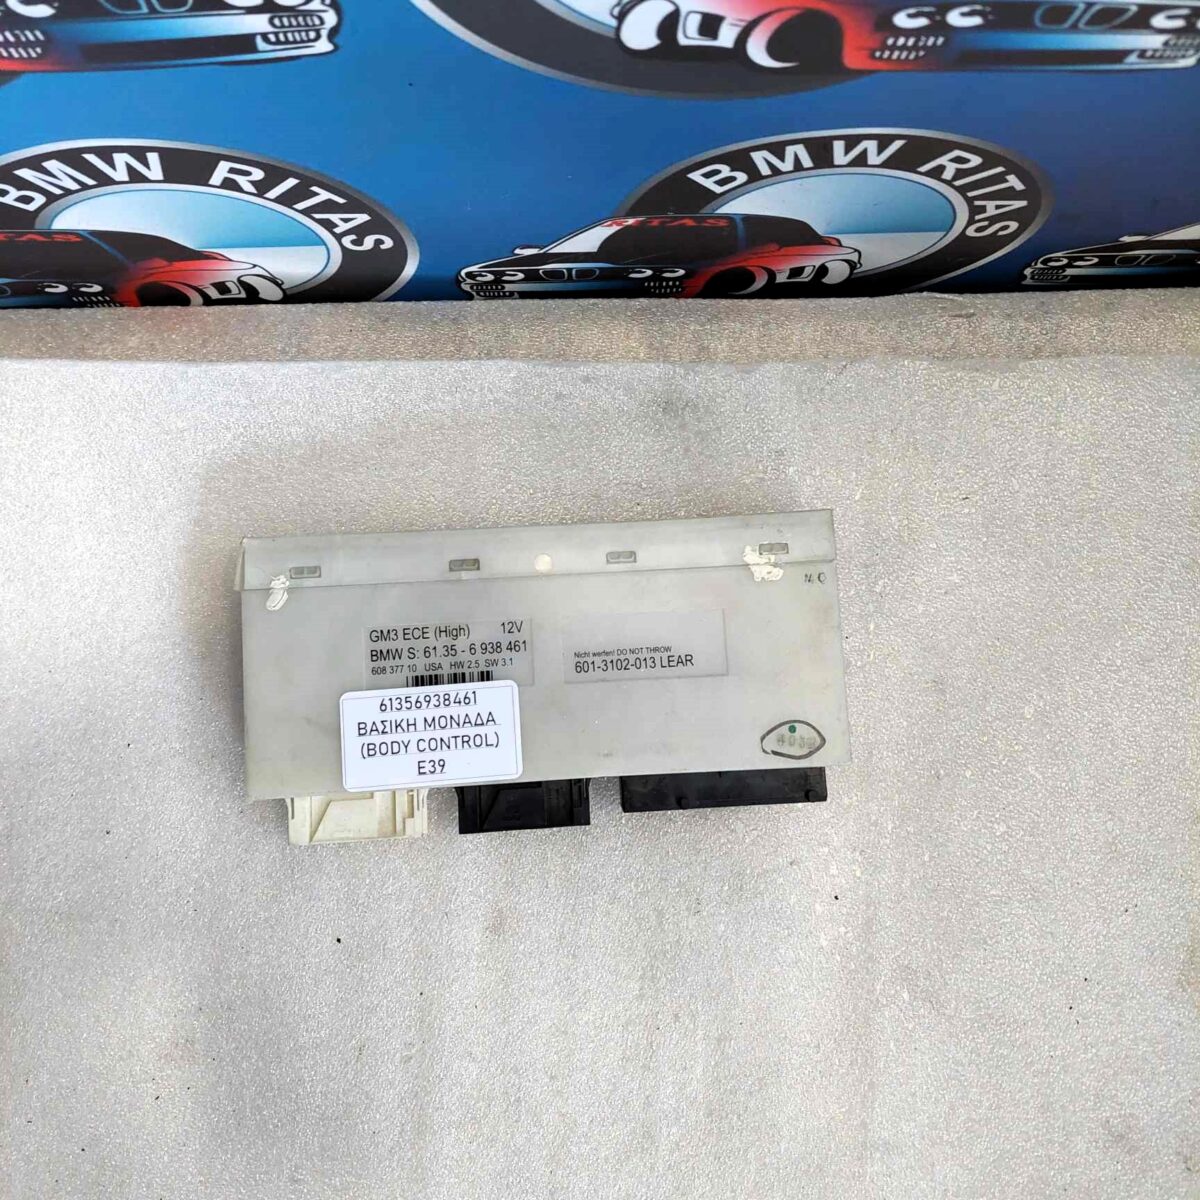 BMW RITAS
RITAS
BMW RITAS
RITAS
GM3 ECE (High) 12V
BMW S: 61.35 - 6 938 461
608 377 10 USA HW 2.5 SW 3.1
Nicht werfen! DO NOT THROW
601-3102-013 LEAR
61356938461
ΒΑΣΙΚΗ ΜΟΝΑΔΑ
(BODY CONTROL)
E39